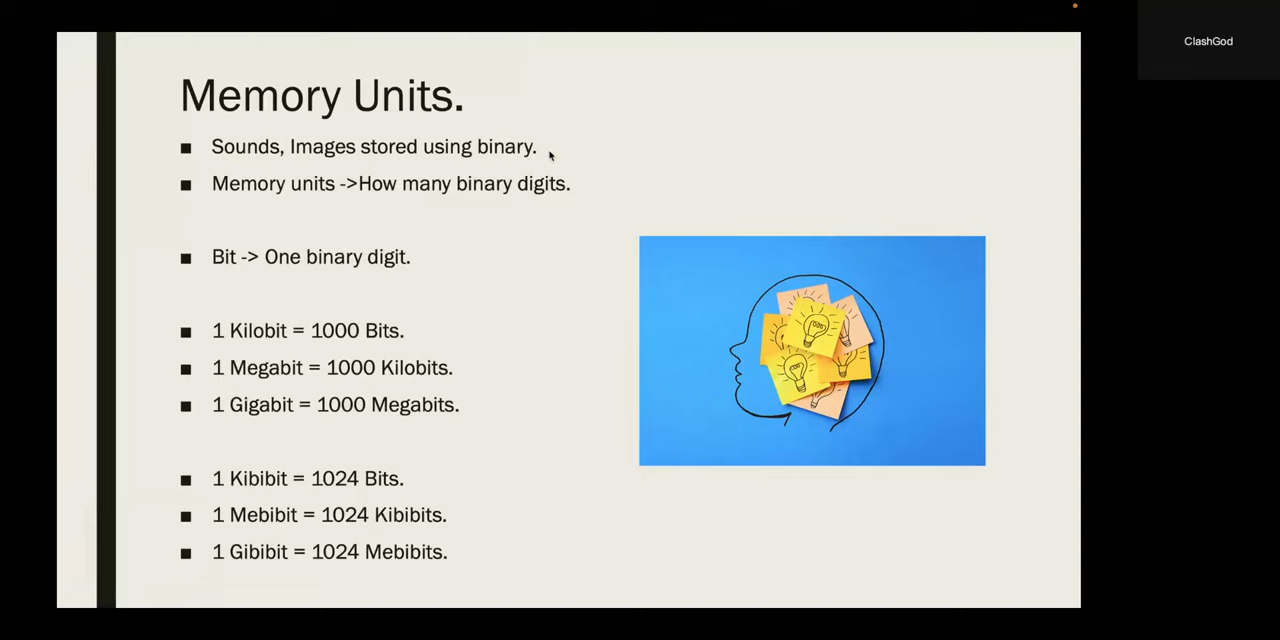 ClashGod
Memory Units.
Sounds, Images stored using binary.
Memory units ->How many binary digits.
Bit -> One binary digit.
1 Kilobit = 1000 Bits.
1 Megabit = 1000 Kilobits.
1 Gigabit = 1000 Megabits.
1 Kibibit = 1024 Bits.
1 Mebibit = 1024 Kibibits.
1 Gibibit = 1024 Mebibits.